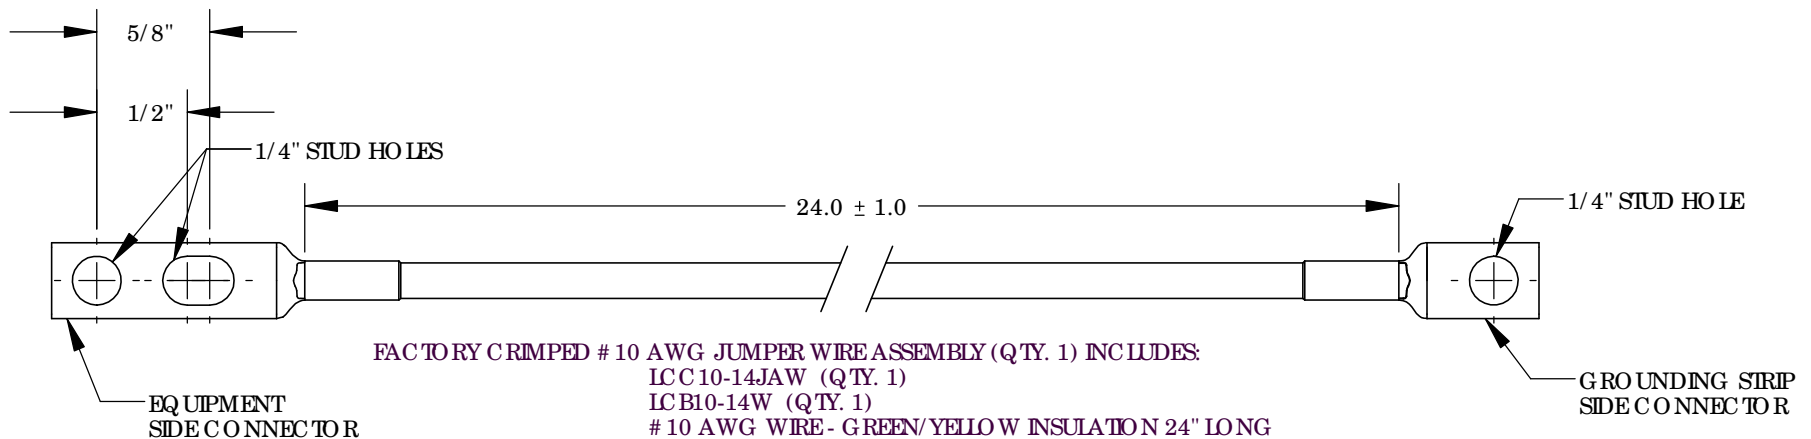 5/8"
1/2"
1/4" STUD HOLES
24.0 ± 1.0
1/4" STUD HOLE
FACTORY CRIMPED #10 AWG JUMPER WIRE ASSEMBLY (QTY. 1) INCLUDES:
LCC10-14JAW (QTY. 1)
LCB10-14W (QTY. 1)
#10 AWG WIRE - GREEN/YELLOW INSULATION 24" LONG
EQUIPMENT
SIDE CONNECTOR
GROUNDING STRIP
SIDE CONNECTOR